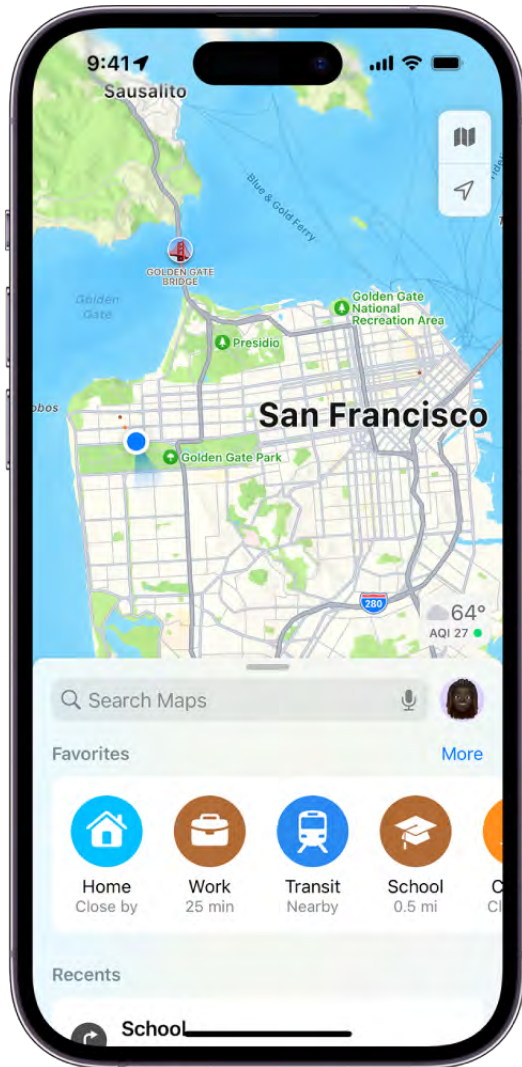 9:41
Sausalito
Blue & Gold Ferry
GOLDEN GATE
BRIDGE
Golden
Gate
Golden Gate
National
Recreation Area
Presidio
obos
San Francisco
Golden Gate Park
280
64°
AQI 27
Search Maps
Favorites
More
Home
Work
Transit
School
C
Close by
25 min
Nearby
0.5 mi
Cl
Recents
School